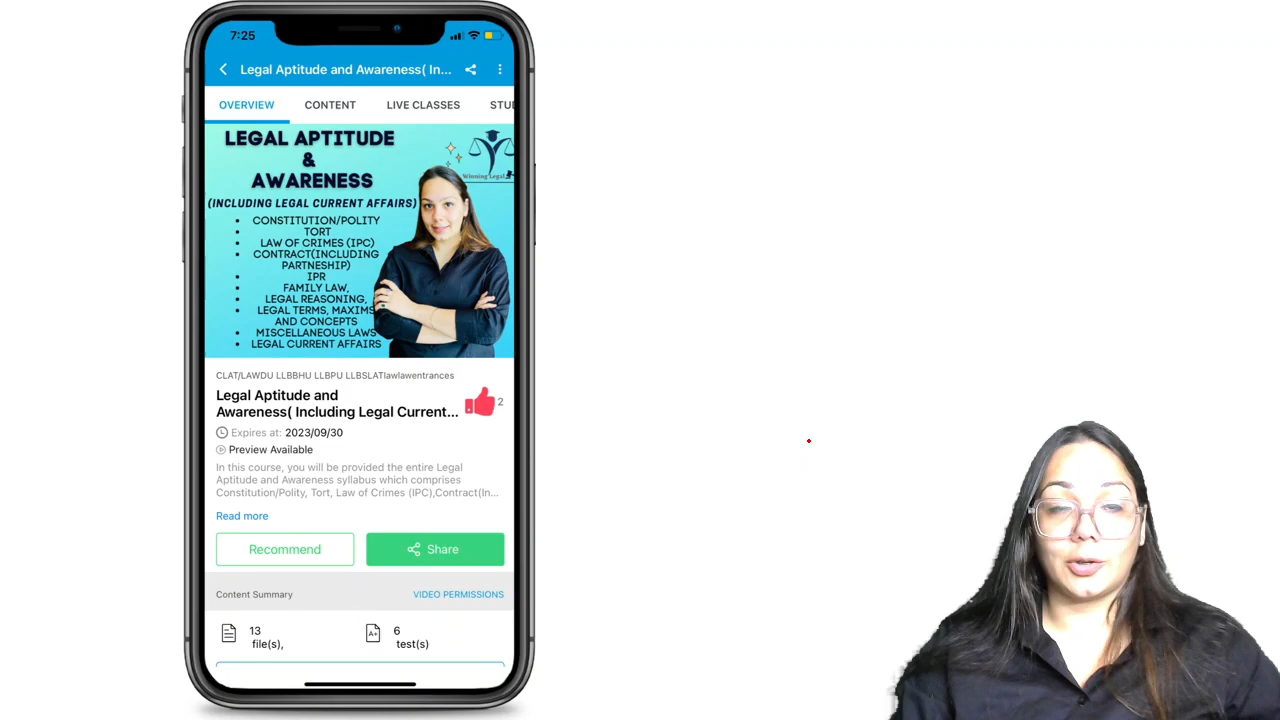 7:25
Legal Aptitude and Awareness( In...
OVERVIEW CONTENT LIVE CLASSES STU
LEGAL APTITUDE
&
AWARENESS
Winning Legal
(INCLUDING LEGAL CURRENT AFFAIRS)
• CONSTITUTION/POLITY
• TORT
• LAW OF CRIMES (IPC)
• CONTRACT(INCLUDING
PARTNESHIP)
• IPR
• FAMILY LAW,
• LEGAL REASONING,
• LEGAL TERMS, MAXIMS
AND CONCEPTS
• MISCELLANEOUS LAWS
• LEGAL CURRENT AFFAIRS
CLAT/LAWDU LLBBHU LLBPU LLBSLATlawlawentrances
Legal Aptitude and
Awareness( Including Legal Current...
2
Expires at: 2023/09/30
Preview Available
In this course, you will be provided the entire Legal
Aptitude and Awareness syllabus which comprises
Constitution/Polity, Tort, Law of Crimes (IPC),Contract(In...
Read more
Recommend
Share
Content Summary
VIDEO PERMISSIONS
13
file(s),
A+
6
test(s)